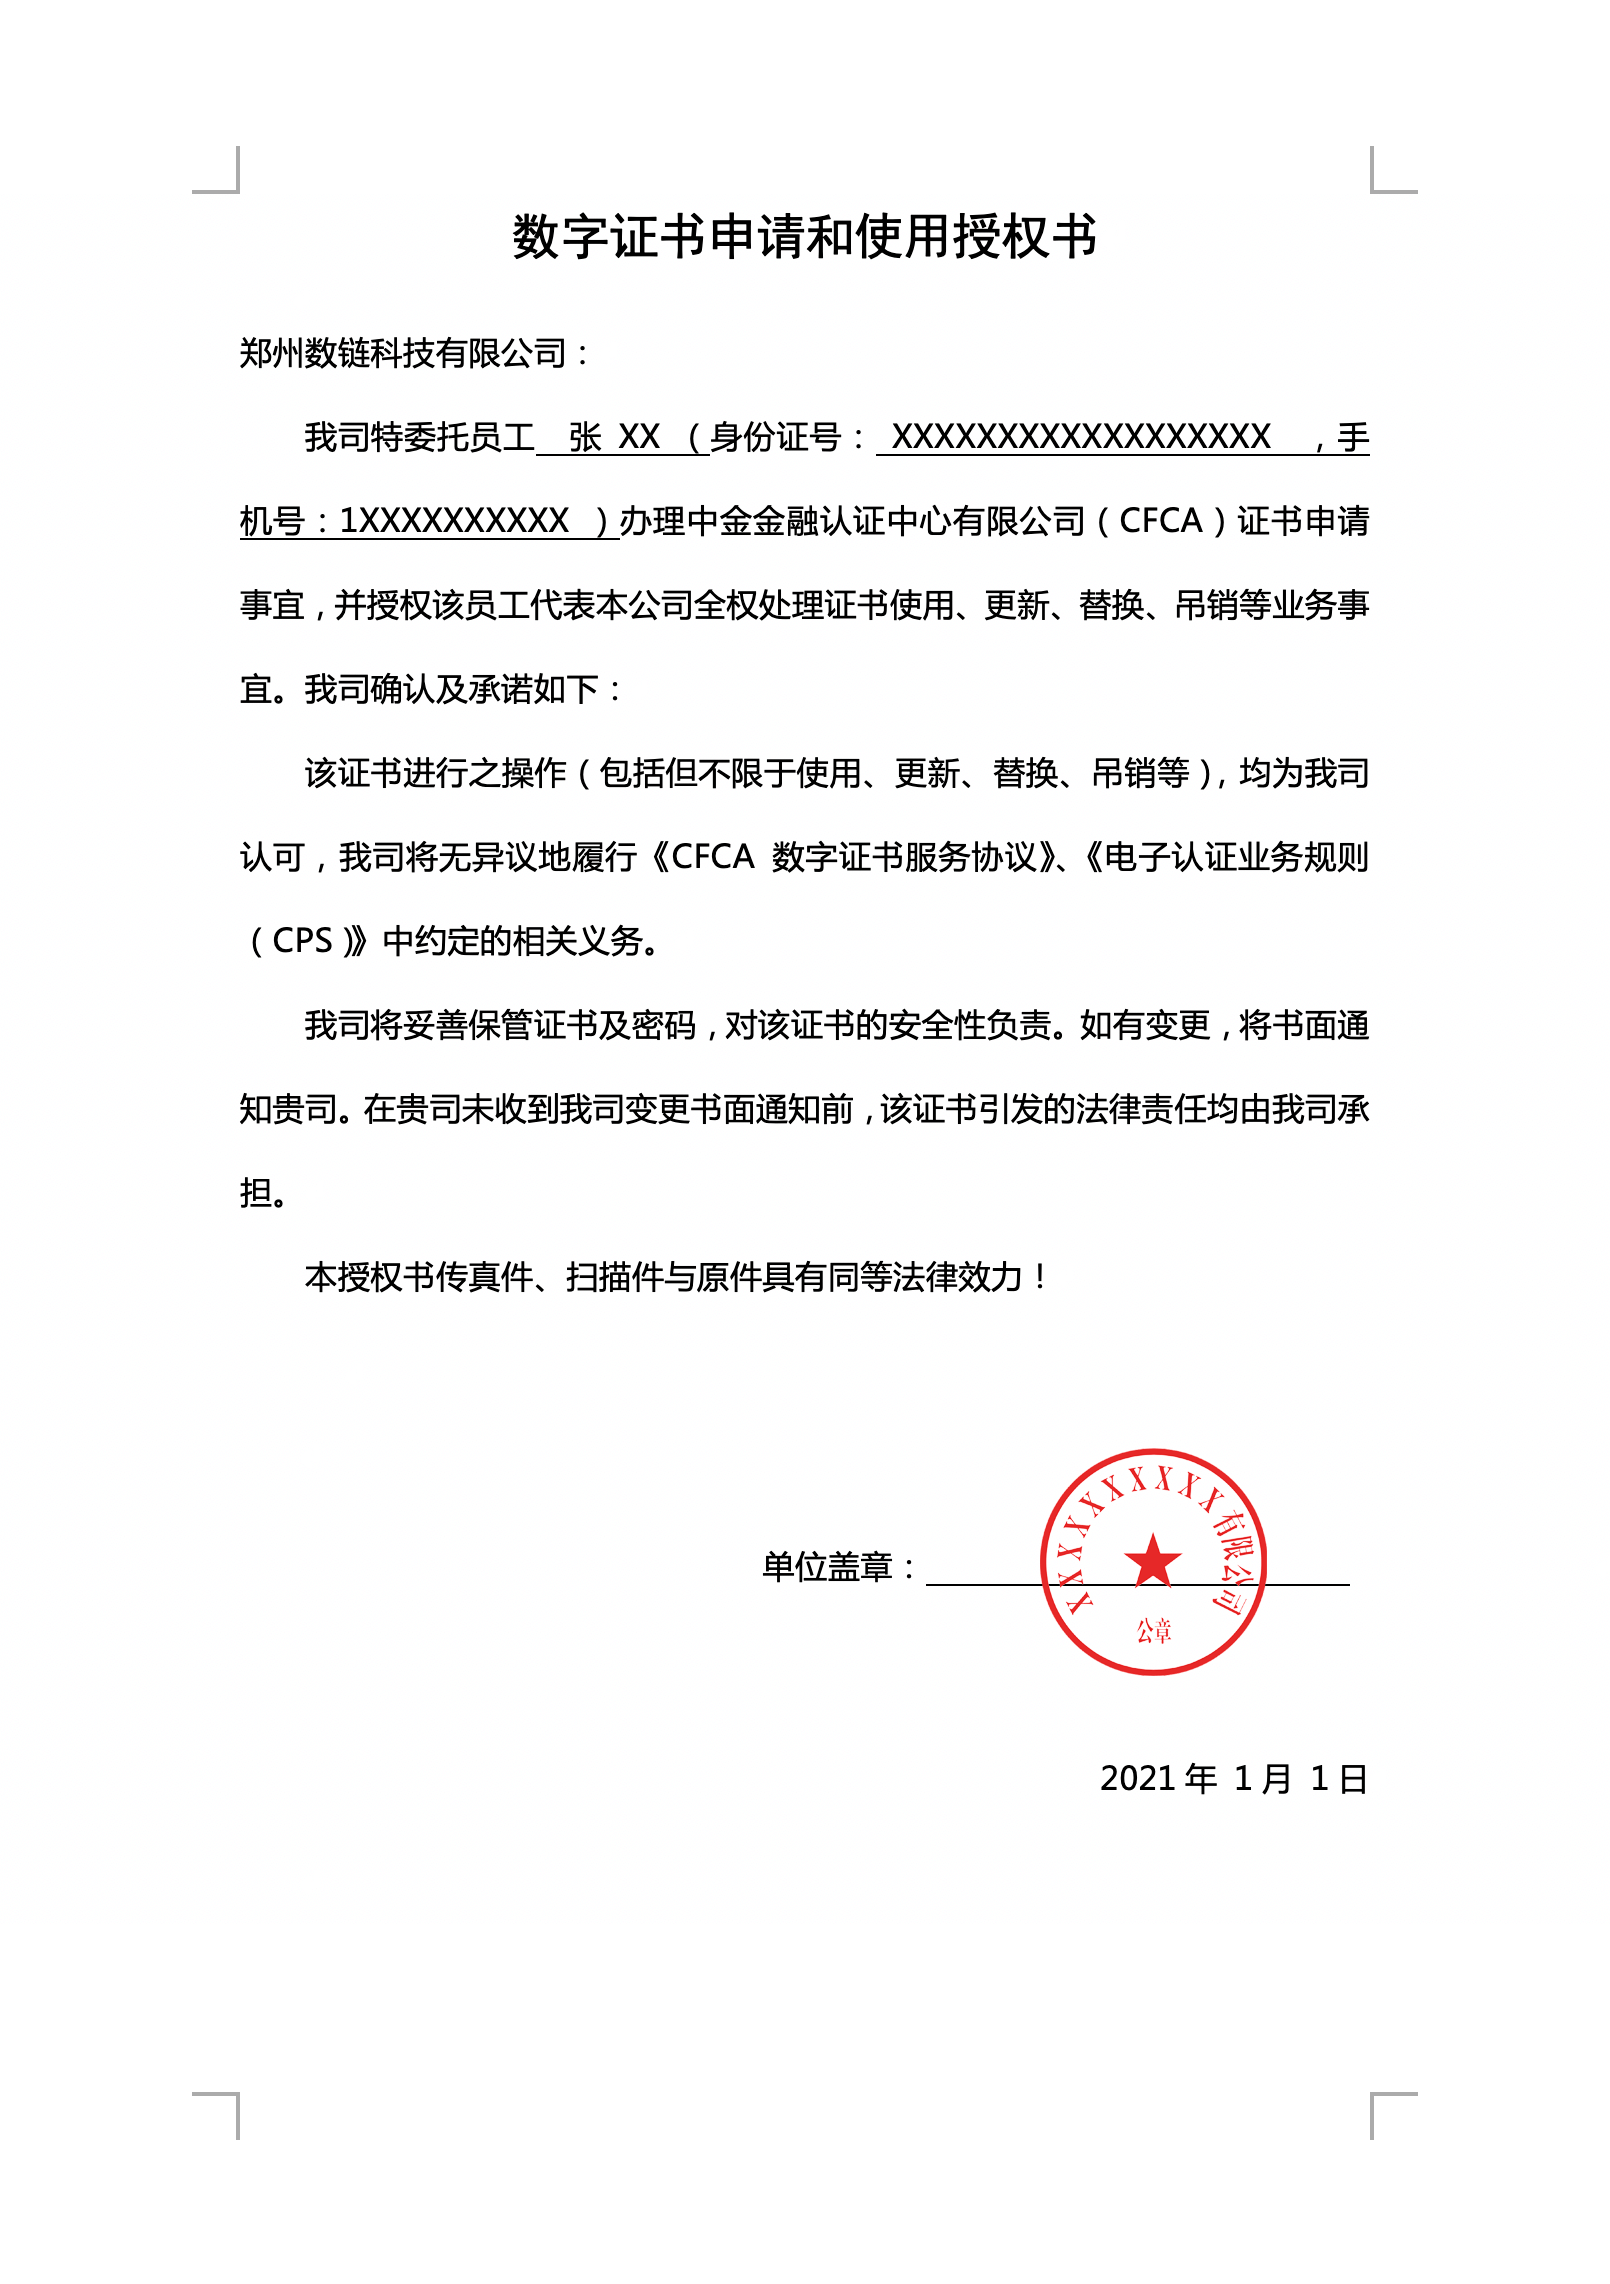 数字证书申请和使用授权书
郑州数链科技有限公司：
我司特委托员工 张 XX （身份证号： XXXXXXXXXXXXXXXXXX ，手
机号：1XXXXXXXXXX ）办理中金金融认证中心有限公司（CFCA）证书申请
事宜，并授权该员工代表本公司全权处理证书使用、更新、替换、吊销等业务事
宜。我司确认及承诺如下：
该证书进行之操作（包括但不限于使用、更新、替换、吊销等），均为我司
认可，我司将无异议地履行《CFCA 数字证书服务协议》、《电子认证业务规则
（CPS）》中约定的相关义务。
我司将妥善保管证书及密码，对该证书的安全性负责。如有变更，将书面通
知贵司。在贵司未收到我司变更书面通知前，该证书引发的法律责任均由我司承
担。
本授权书传真件、扫描件与原件具有同等法律效力！
单位盖章：
XXXXXXXXXX有限公司
公章
2021 年 1 月 1 日